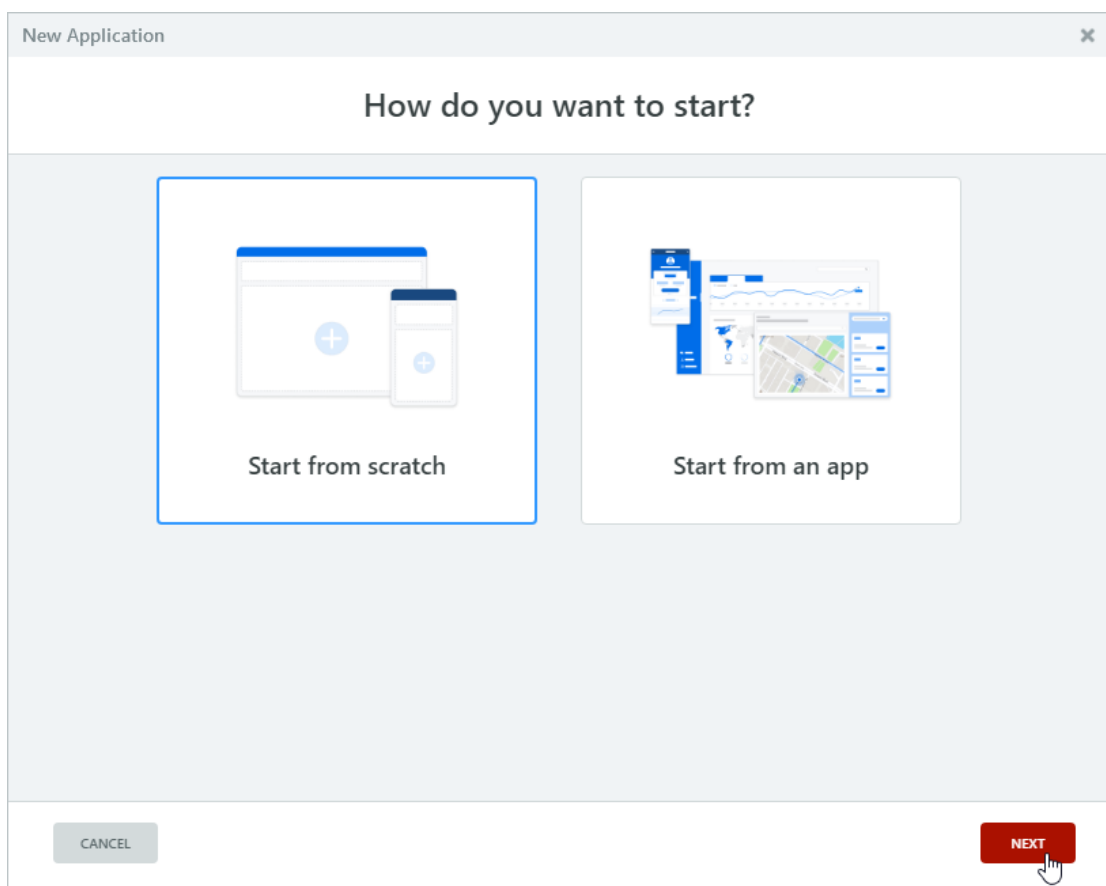 New Application
How do you want to start?
Start from scratch
Start from an app
CANCEL
NEXT